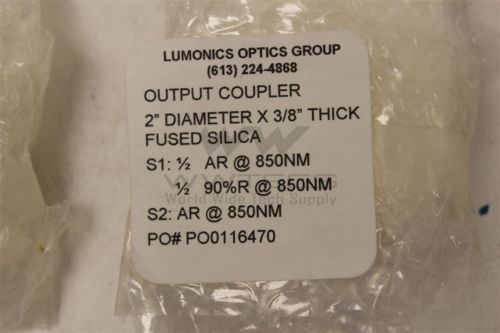 LUMONICS OPTICS GROUP
(613) 224-4868
OUTPUT COUPLER
2” DIAMETER X 3/8” THICK
FUSED SILICA
S1: ½ AR @ 850NM
½ 90%R @ 850NM
WWTECS
World Wide Tech Supply
S2: AR @ 850NM
PO# PO0116470